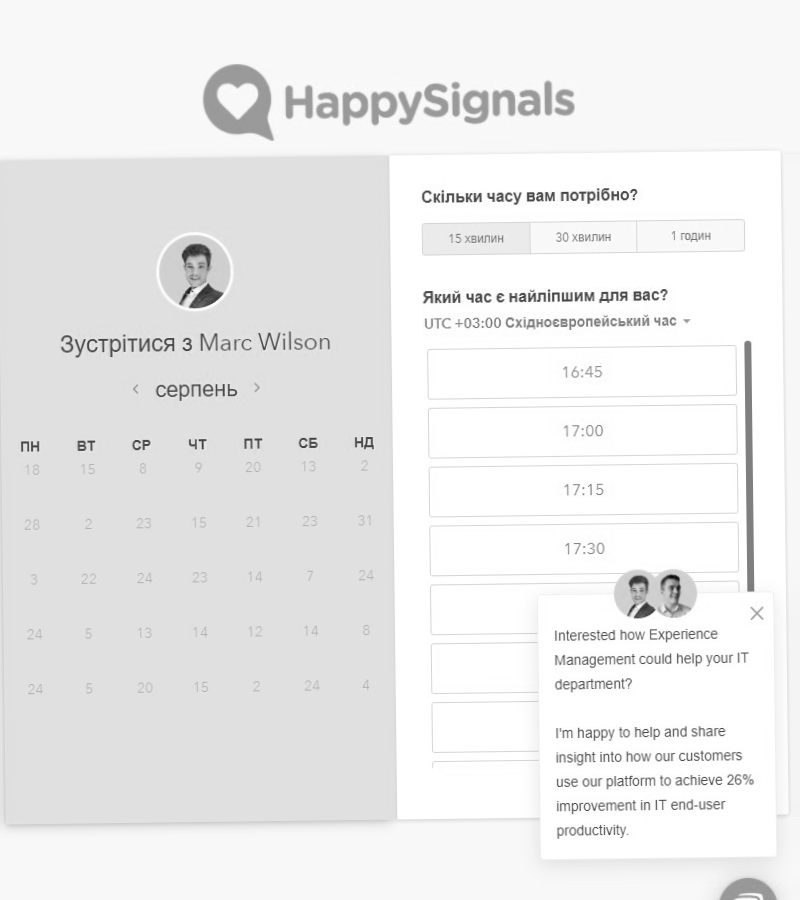 HappySignals
Зустрітися з Marc Wilson
серпень
ПН ВТ СР ЧТ ПТ СБ НД
18 15 8 9 20 13 2
28 2 23 15 21 23 31
3 22 24 23 14 7 24
24 5 13 14 12 14 8
24 5 20 15 2 24 4
Скільки часу вам потрібно?
15 хвилин 30 хвилин 1 годин
Який час є найліпшим для вас?
UTC +03:00 Східноєвропейський час
16:45
17:00
17:15
17:30
Interested how Experience
Management could help your IT
department?
I'm happy to help and share
insight into how our customers
use our platform to achieve 26%
improvement in IT end-user
productivity.